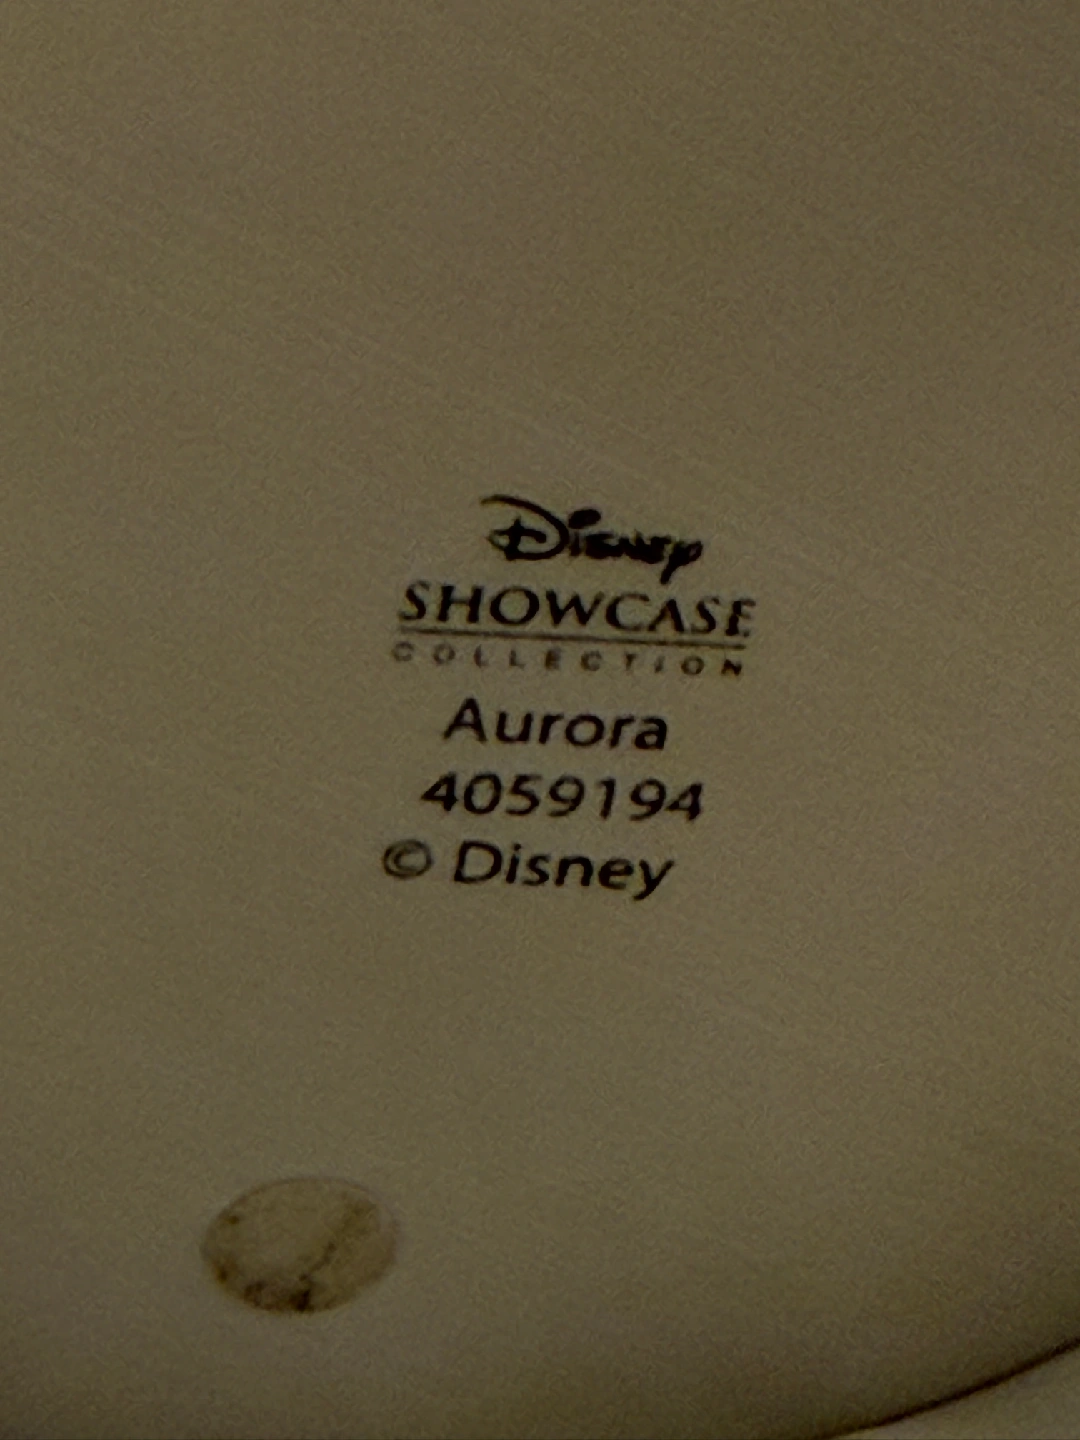 Disney
SHOWCASE
COLLECTION
Aurora
4059194
© Disney